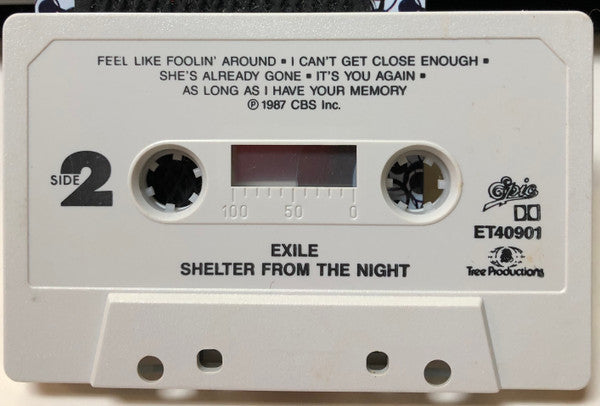 FEEL LIKE FOOLIN' AROUND ▪ I CAN'T GET CLOSE ENOUGH ▪
SHE'S ALREADY GONE ▪ IT'S YOU AGAIN ▪
AS LONG AS I HAVE YOUR MEMORY
℗ 1987 CBS Inc.
SIDE 2
100 50 0
Epic
ET40901
EXILE
SHELTER FROM THE NIGHT
Tree Productions